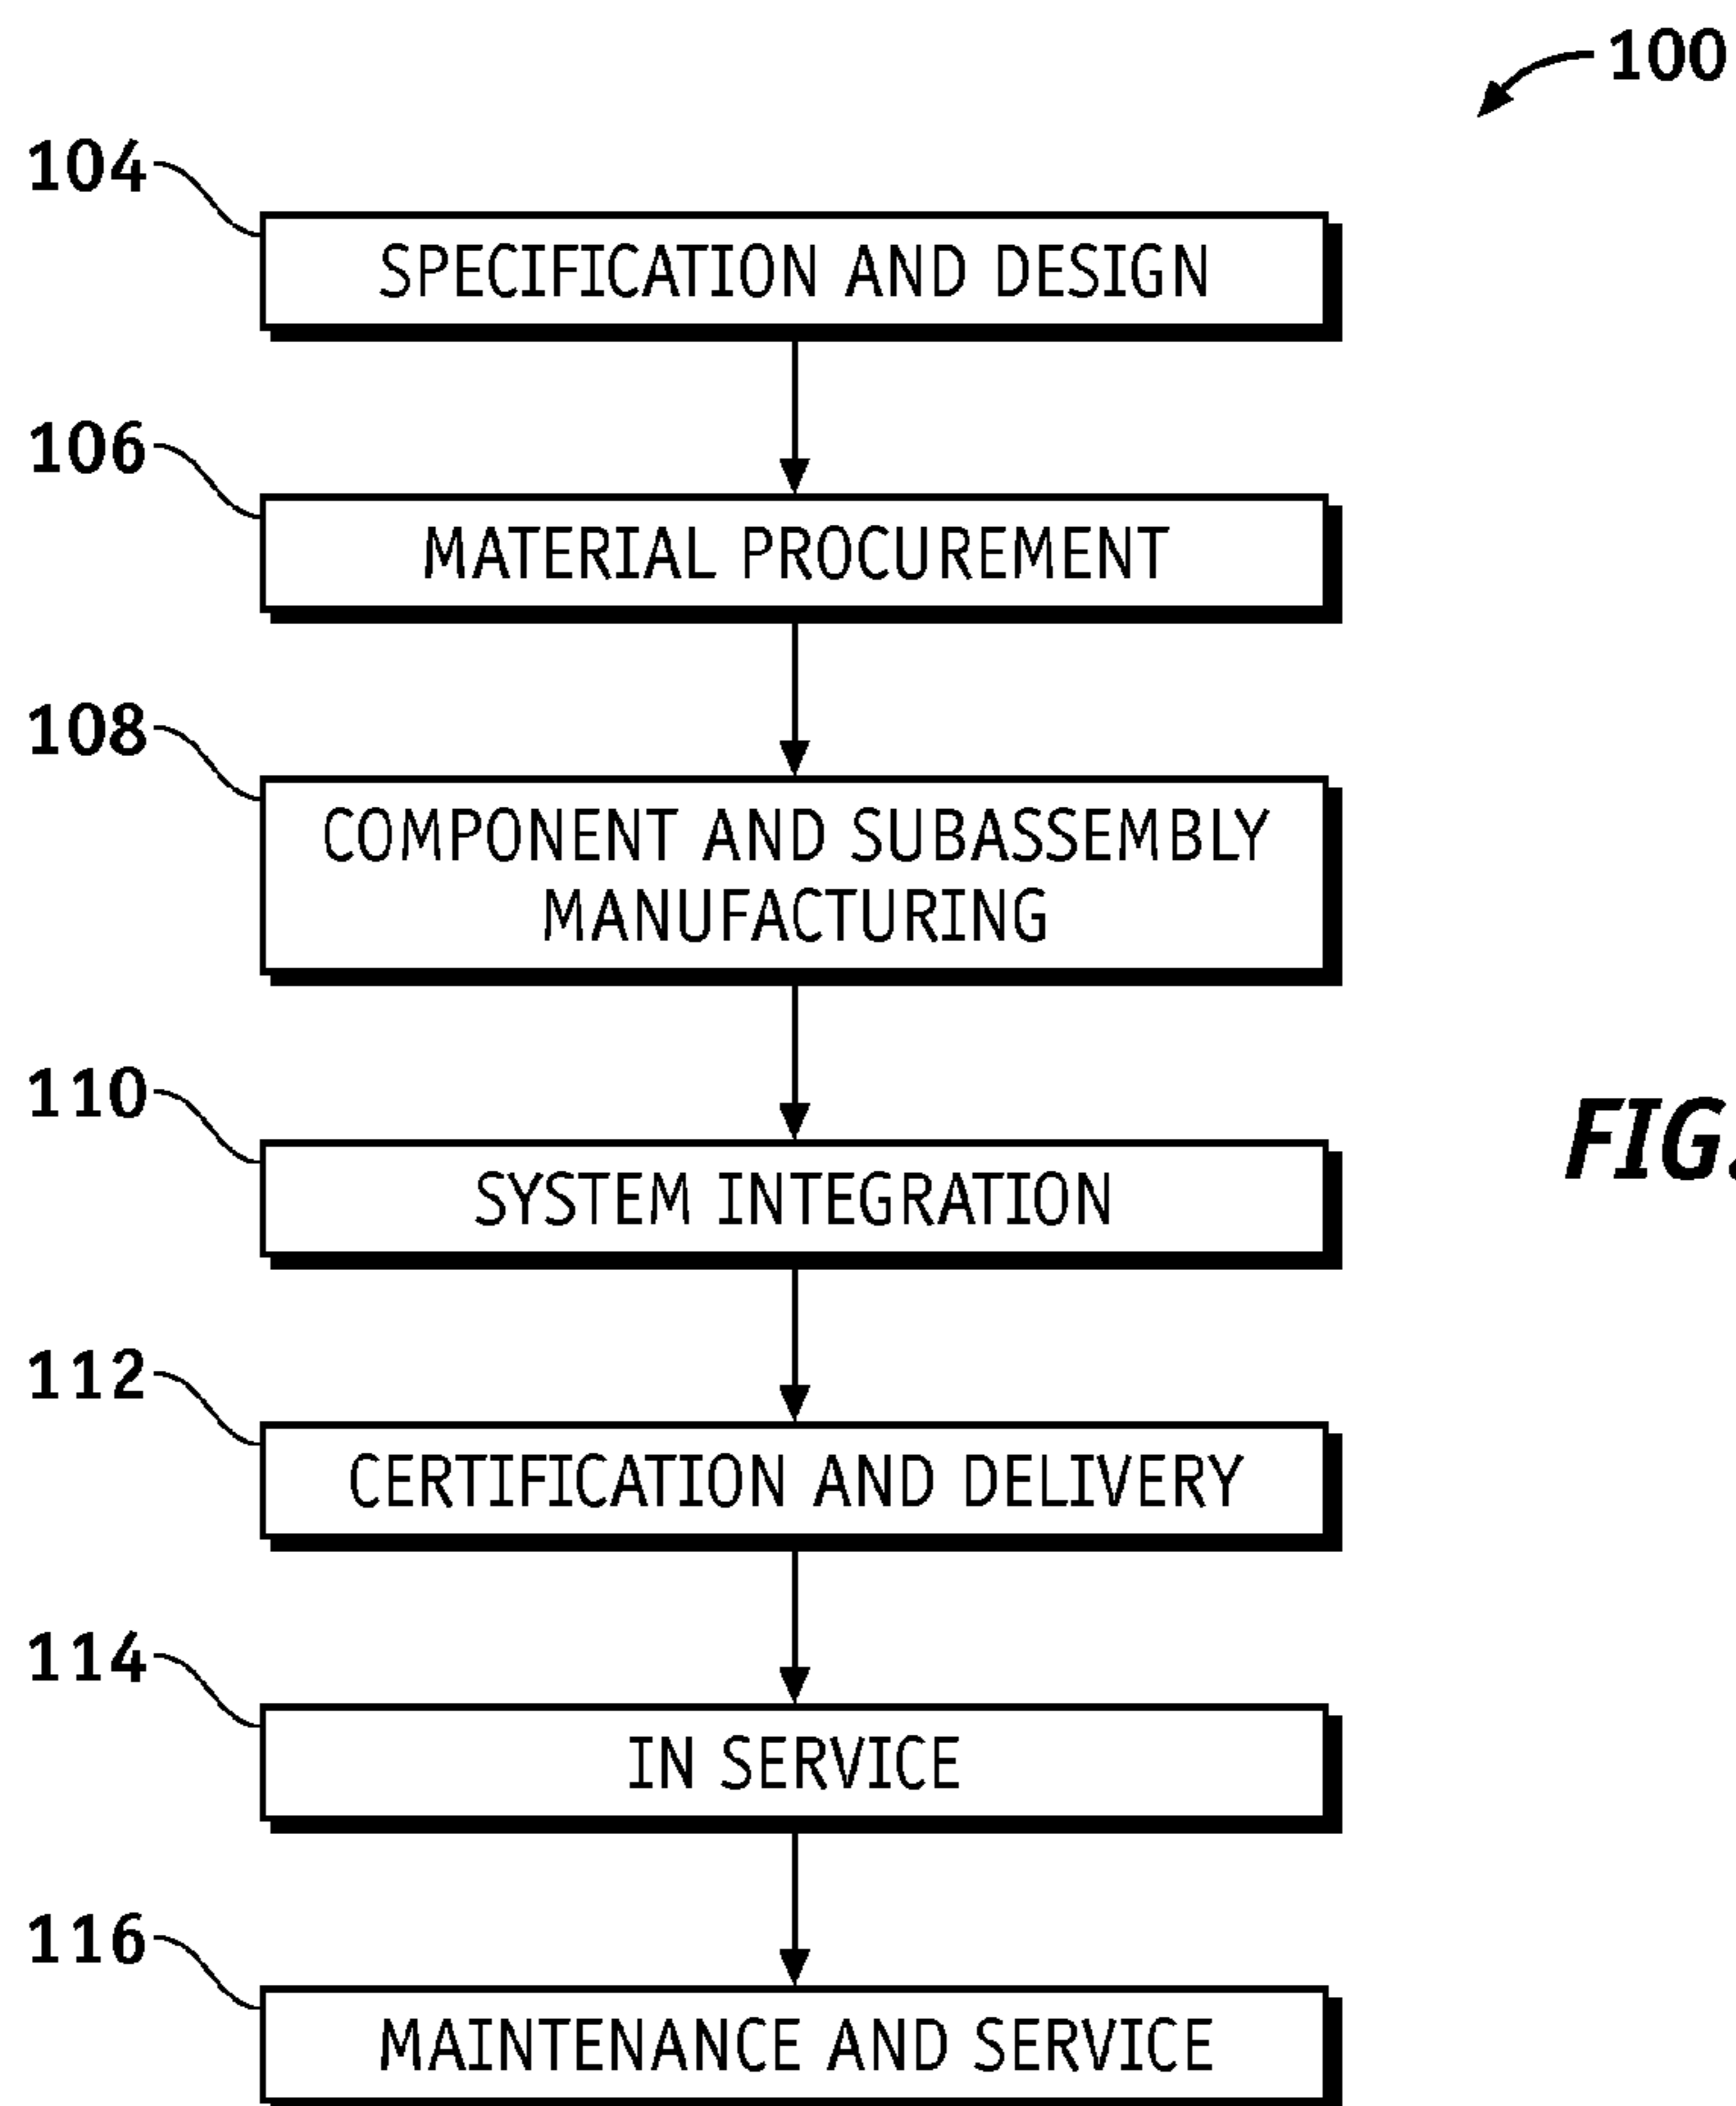 100
104
SPECIFICATION AND DESIGN
106
MATERIAL PROCUREMENT
108
COMPONENT AND SUBASSEMBLY
MANUFACTURING
110
SYSTEM INTEGRATION
FIG.
112
CERTIFICATION AND DELIVERY
114
IN SERVICE
116
MAINTENANCE AND SERVICE